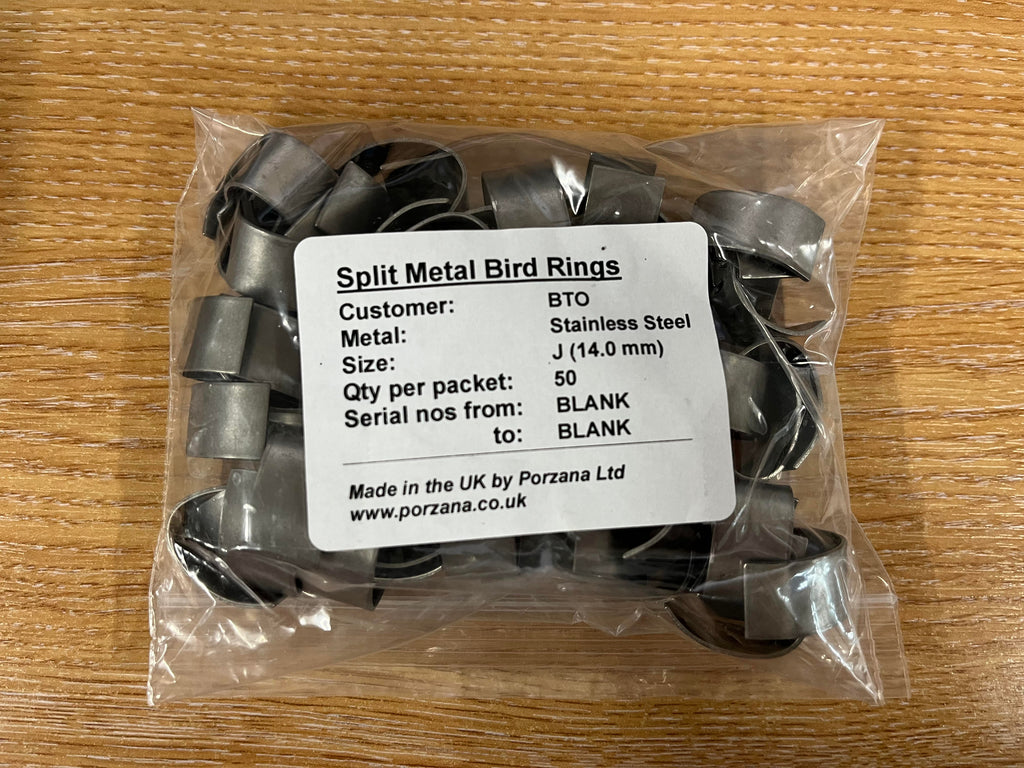 Split Metal Bird Rings
Customer: BTO
Metal: Stainless Steel
Size: J (14.0 mm)
Qty per packet: 50
Serial nos from: BLANK
to: BLANK
Made in the UK by Porzana Ltd
www.porzana.co.uk